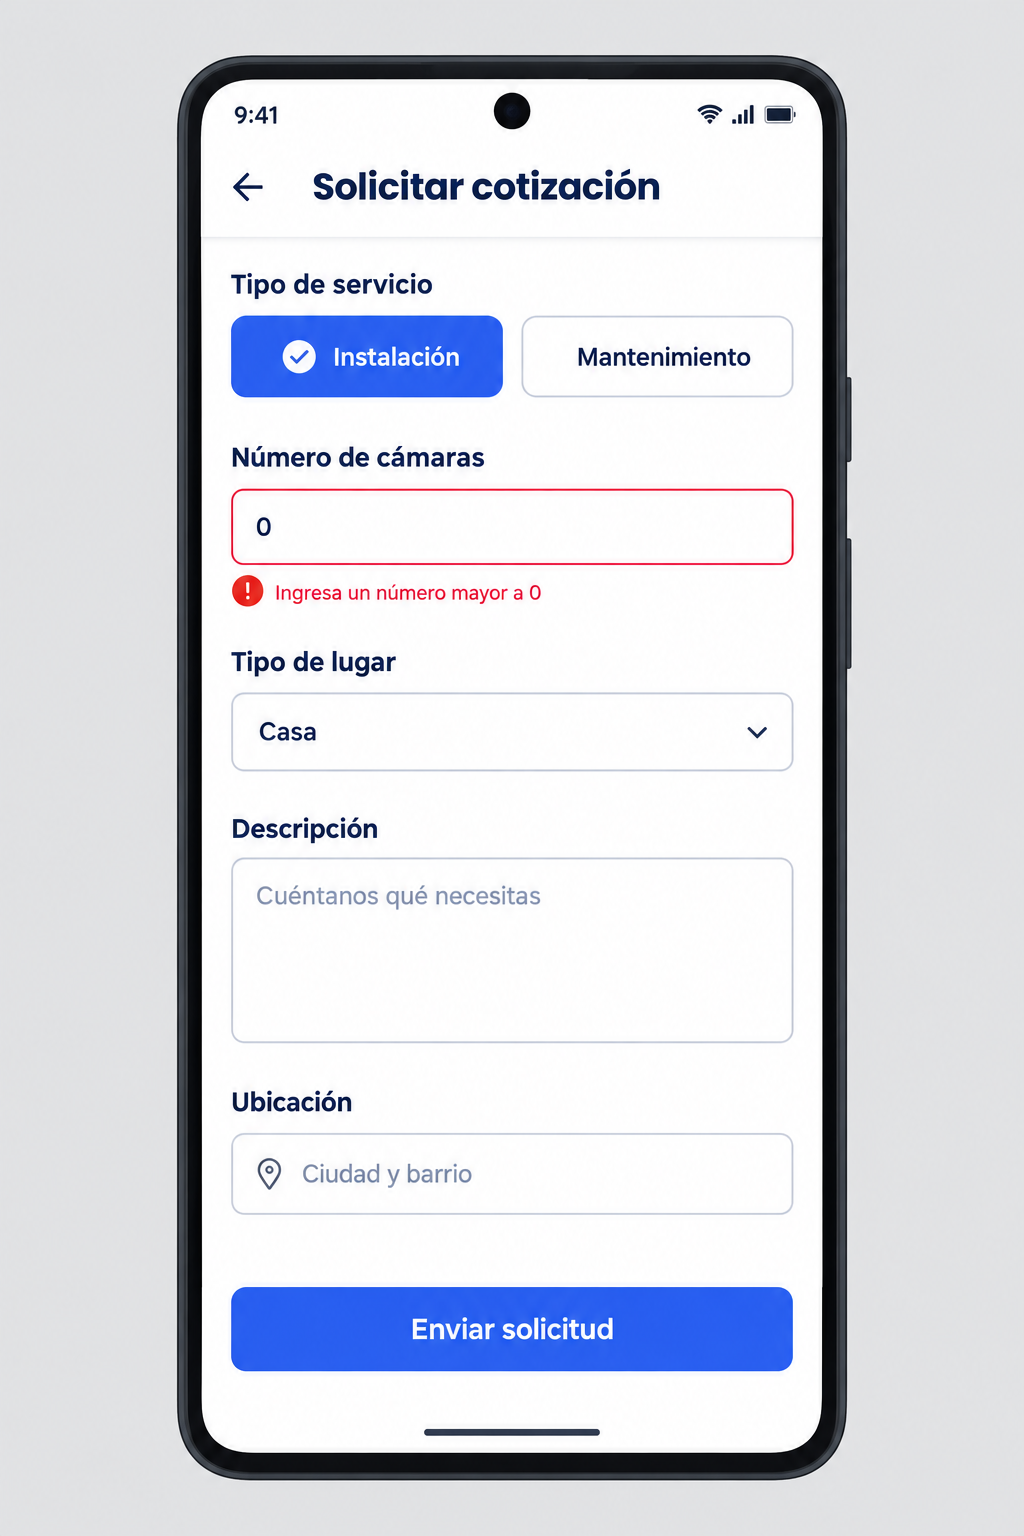 9:41
Solicitar cotización
Tipo de servicio
Instalación
Mantenimiento
Número de cámaras
0
Ingresa un número mayor a 0
Tipo de lugar
Casa
Descripción
Cuéntanos qué necesitas
Ubicación
Ciudad y barrio
Enviar solicitud